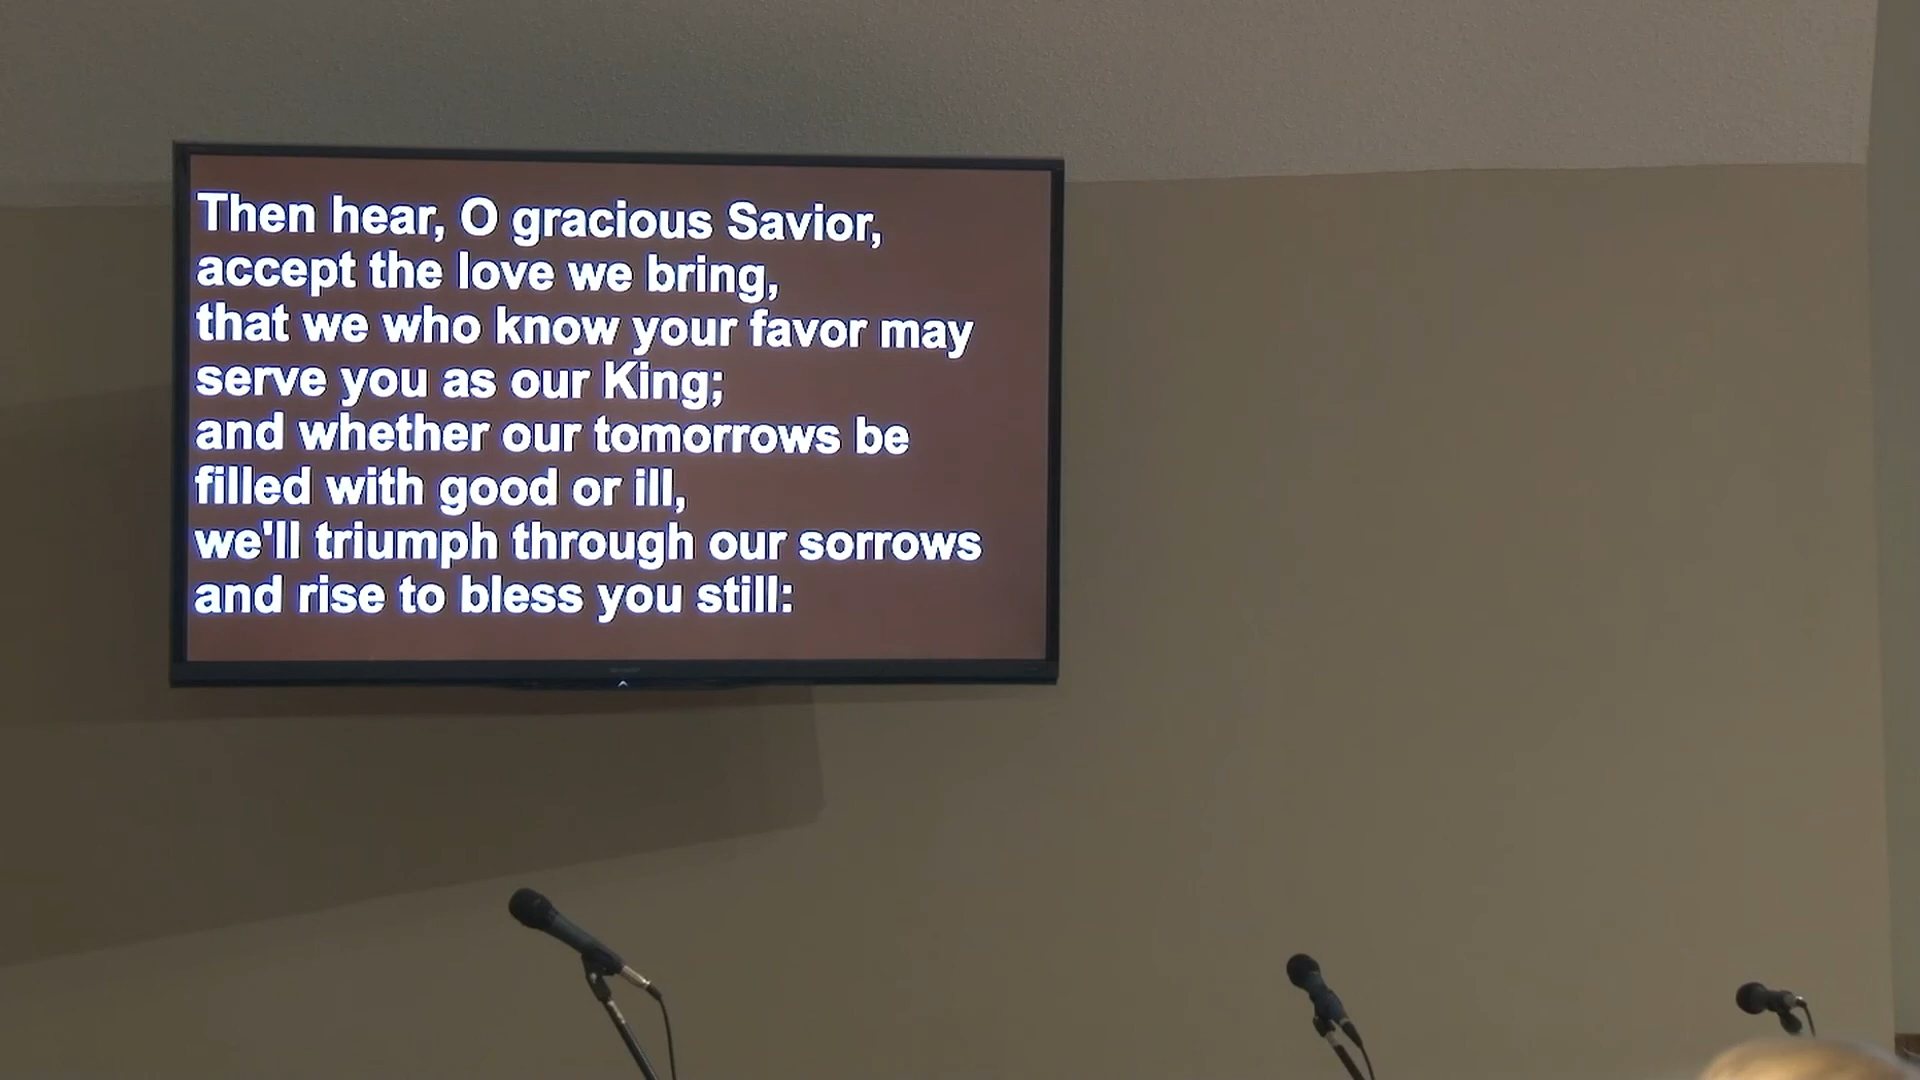 Then hear, O gracious Savior,
accept the love we bring,
that we who know your favor may
serve you as our King;
and whether our tomorrows be
filled with good or ill,
we'll triumph through our sorrows
and rise to bless you still: